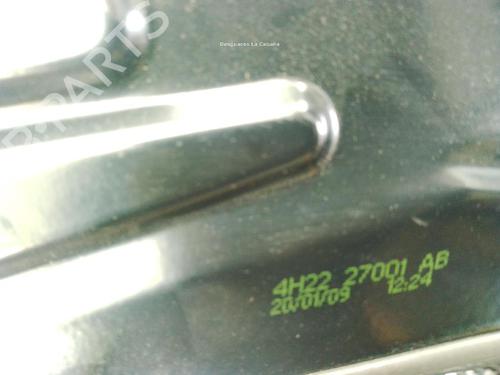 Desguaces La Cabaña
B-PARTS
4H22 27001 AB
20/01/09 12:24